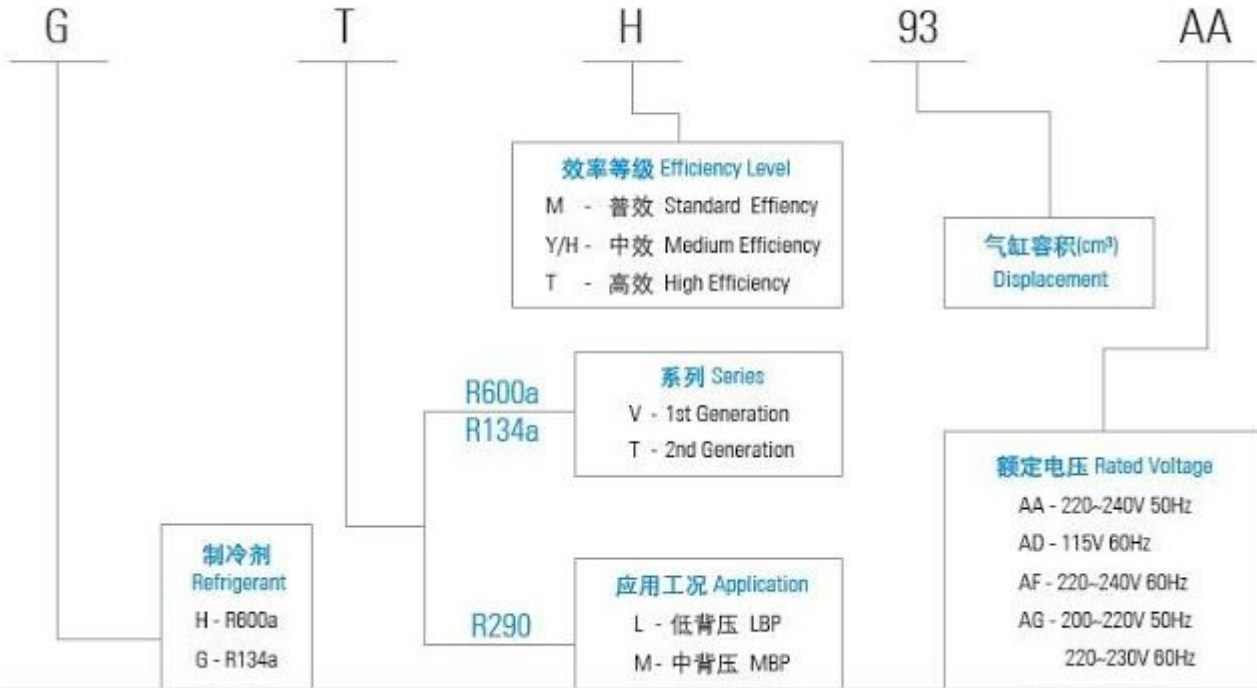 G T H 93 AA
效率等级 Efficiency Level
M - 普效 Standard Effiency
Y/H - 中效 Medium Efficiency
T - 高效 High Efficiency
气缸容积(cm³)
Displacement
R600a
R134a
系列 Series
V - 1st Generation
T - 2nd Generation
额定电压 Rated Voltage
AA - 220~240V 50Hz
AD - 115V 60Hz
AF - 220~240V 60Hz
AG - 200~220V 50Hz
220~230V 60Hz
制冷剂
Refrigerant
H - R600a
G - R134a
R290
应用工况 Application
L - 低背压 LBP
M - 中背压 MBP